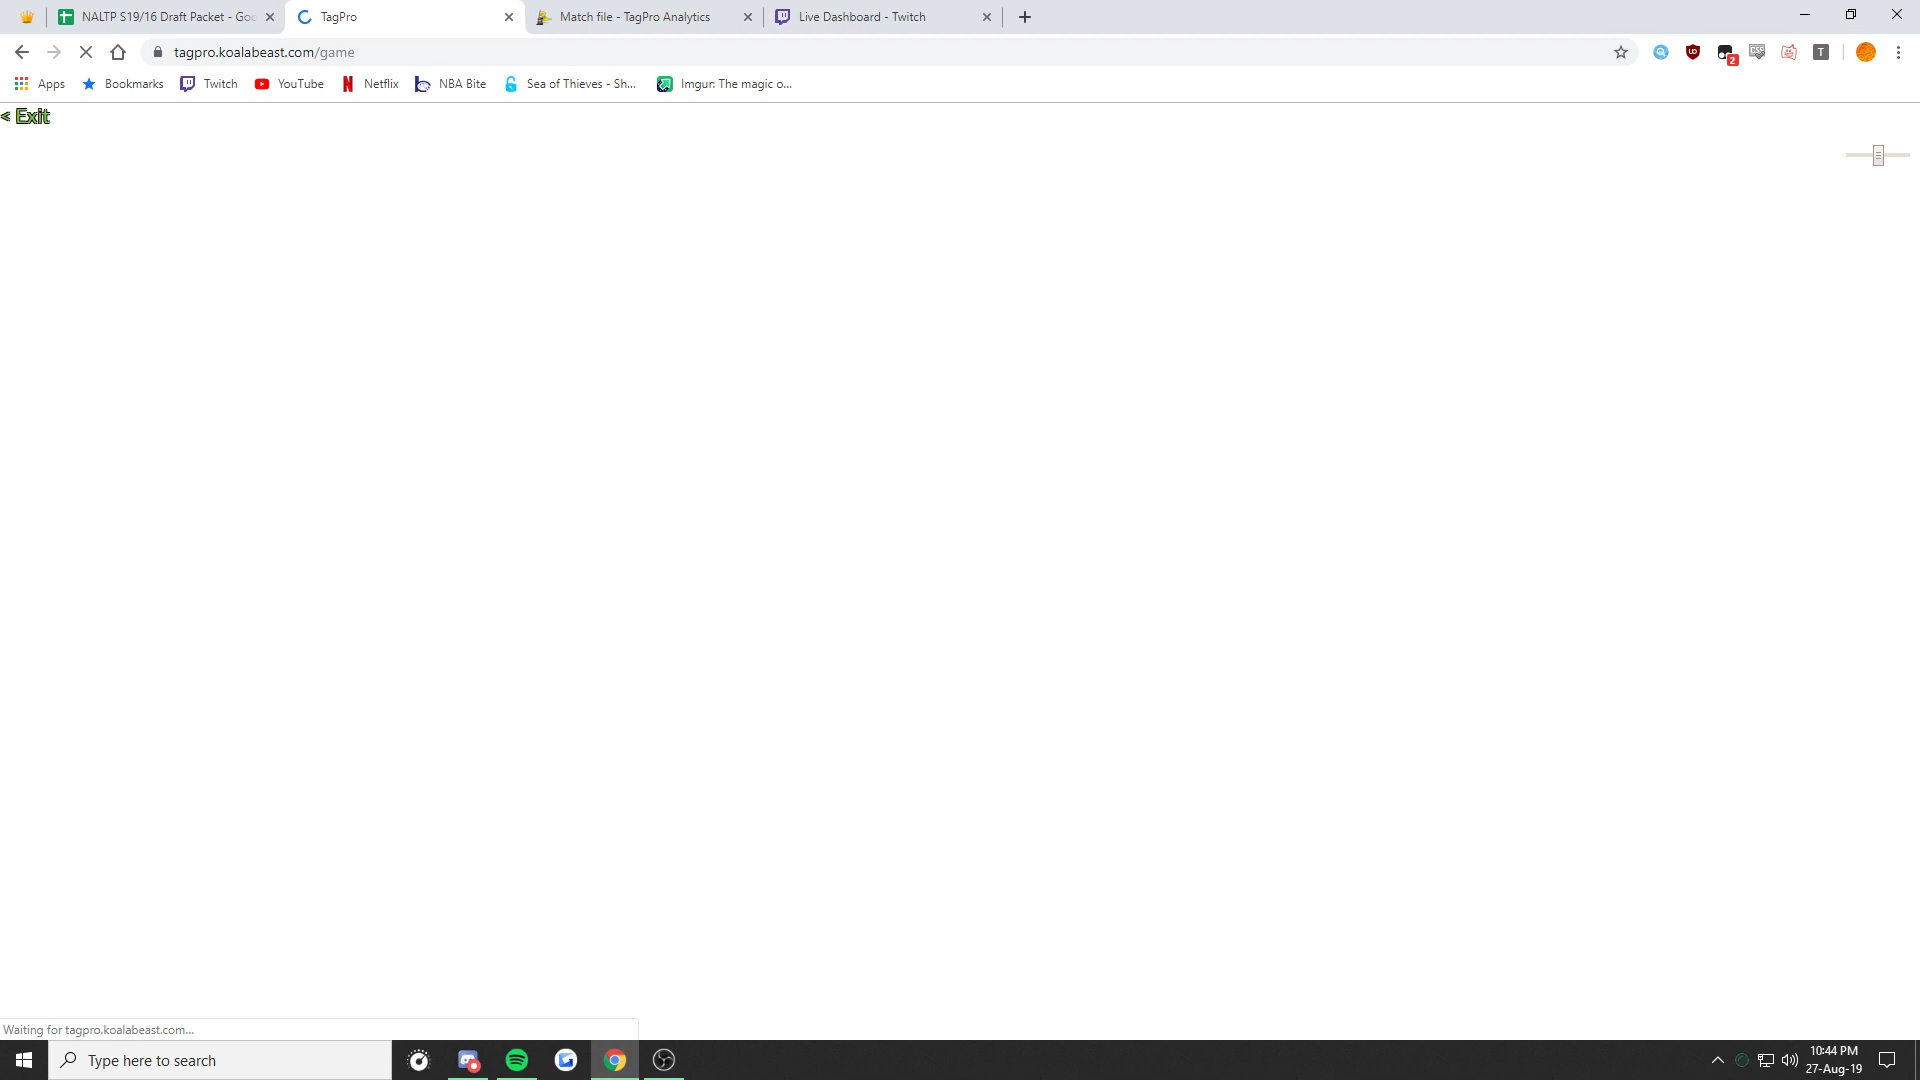 NALTP S19/16 Draft Packet - Goo
TagPro
Match file - TagPro Analytics
Live Dashboard - Twitch
tagpro.koalabeast.com/game
2
CSS
T
Apps
Bookmarks
Twitch
YouTube
Netflix
NBA Bite
Sea of Thieves - Sh...
Imgur: The magic o...
< Exit
Waiting for tagpro.koalabeast.com...
Type here to search
10:44 PM
27-Aug-19